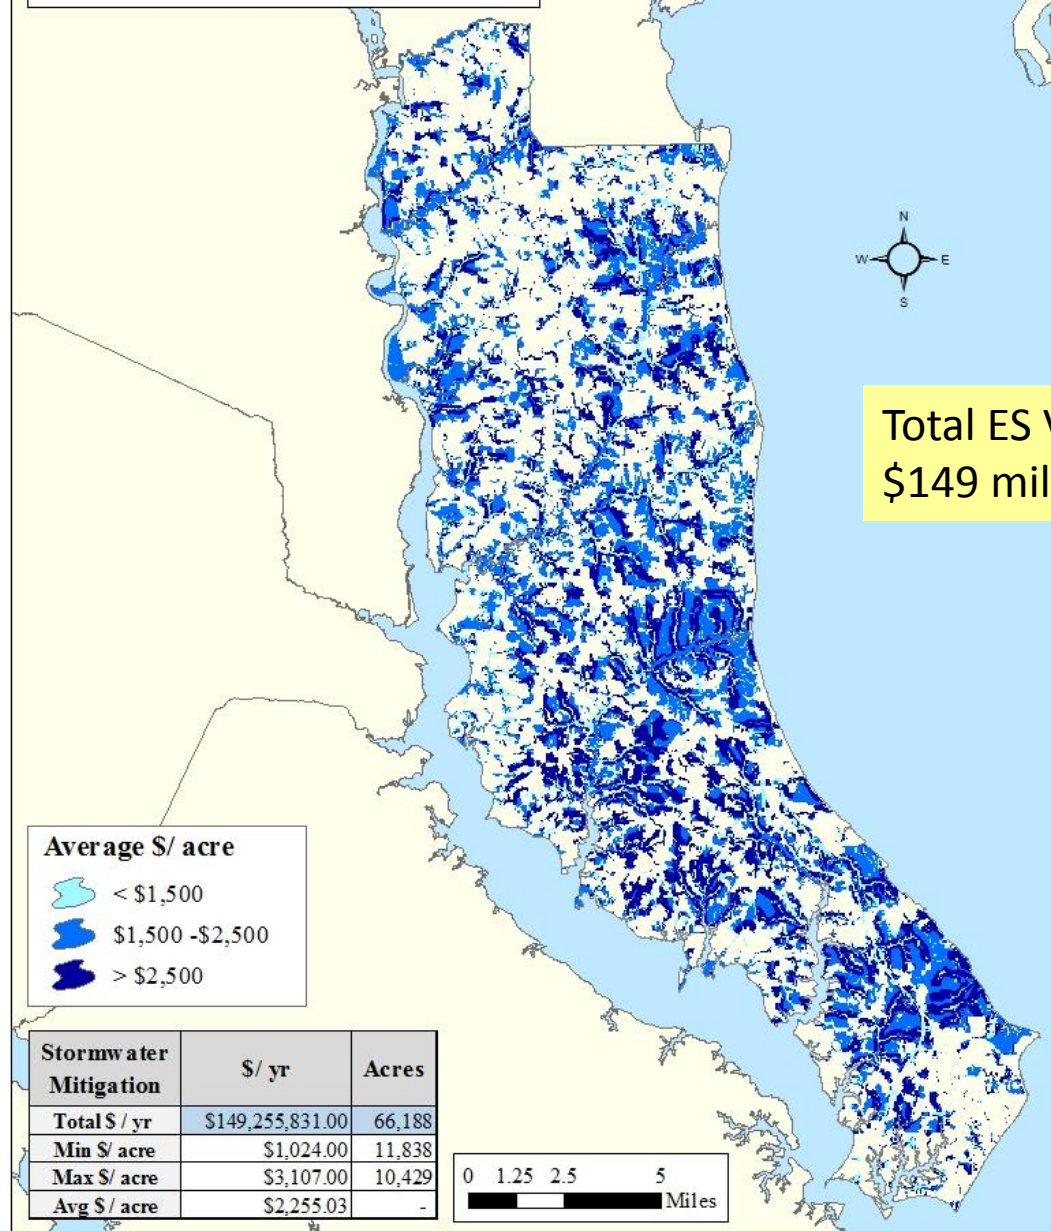 N
W E
S
Total ES
$149 mil
Average $/ acre
< $1,500
$1,500 -$2,500
> $2,500
Stormwater Mitigation $/ yr Acres
Total $ / yr $149,255,831.00 66,188
Min $/ acre $1,024.00 11,838
Max $/ acre $3,107.00 10,429
Avg $/ acre $2,255.03 -
0 1.25 2.5 5
Miles